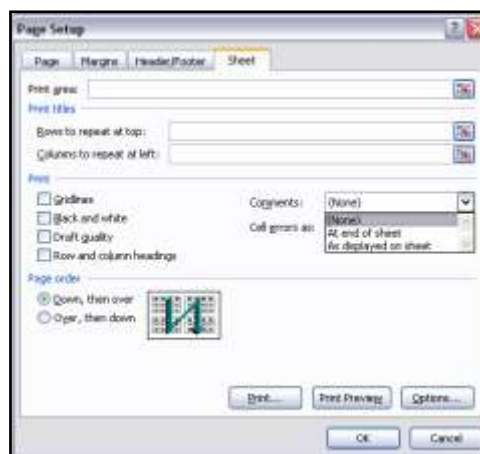 Page Setup
Page Margins Header/Footer Sheet
Print area:
Print titles
Rows to repeat at top:
Columns to repeat at left:
Print
Gridlines
Black and white
Draft quality
Row and column headings
Comments: (None)
(None)
At end of sheet
As displayed on sheet
Cell errors as:
Page order
Down, then over
Over, then down
Print... Print Preview Options...
OK Cancel